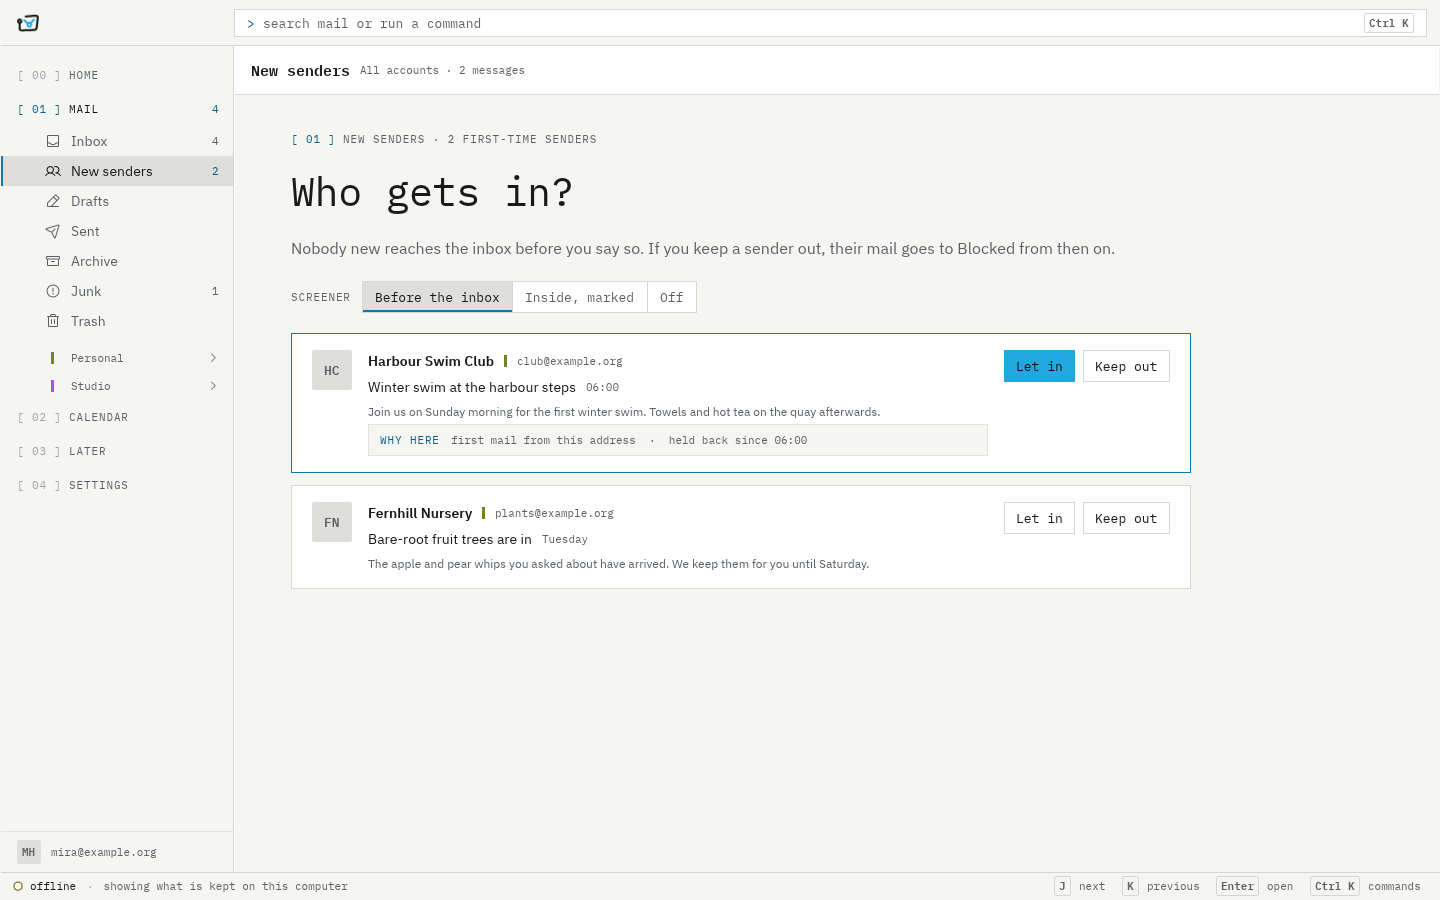 > search mail or run a command Ctrl K
[ 00 ] HOME
[ 01 ] MAIL 4
Inbox 4
New senders 2
Drafts
Sent
Archive
Junk 1
Trash
Personal
Studio
[ 02 ] CALENDAR
[ 03 ] LATER
[ 04 ] SETTINGS
MH mira@example.org
New senders All accounts · 2 messages
[ 01 ] NEW SENDERS · 2 FIRST-TIME SENDERS
Who gets in?
Nobody new reaches the inbox before you say so. If you keep a sender out, their mail goes to Blocked from then on.
SCREENER Before the inbox Inside, marked Off
HC Harbour Swim Club club@example.org Let in Keep out
Winter swim at the harbour steps 06:00
Join us on Sunday morning for the first winter swim. Towels and hot tea on the quay afterwards.
WHY HERE first mail from this address · held back since 06:00
FN Fernhill Nursery plants@example.org Let in Keep out
Bare-root fruit trees are in Tuesday
The apple and pear whips you asked about have arrived. We keep them for you until Saturday.
offline · showing what is kept on this computer J next K previous Enter open Ctrl K commands